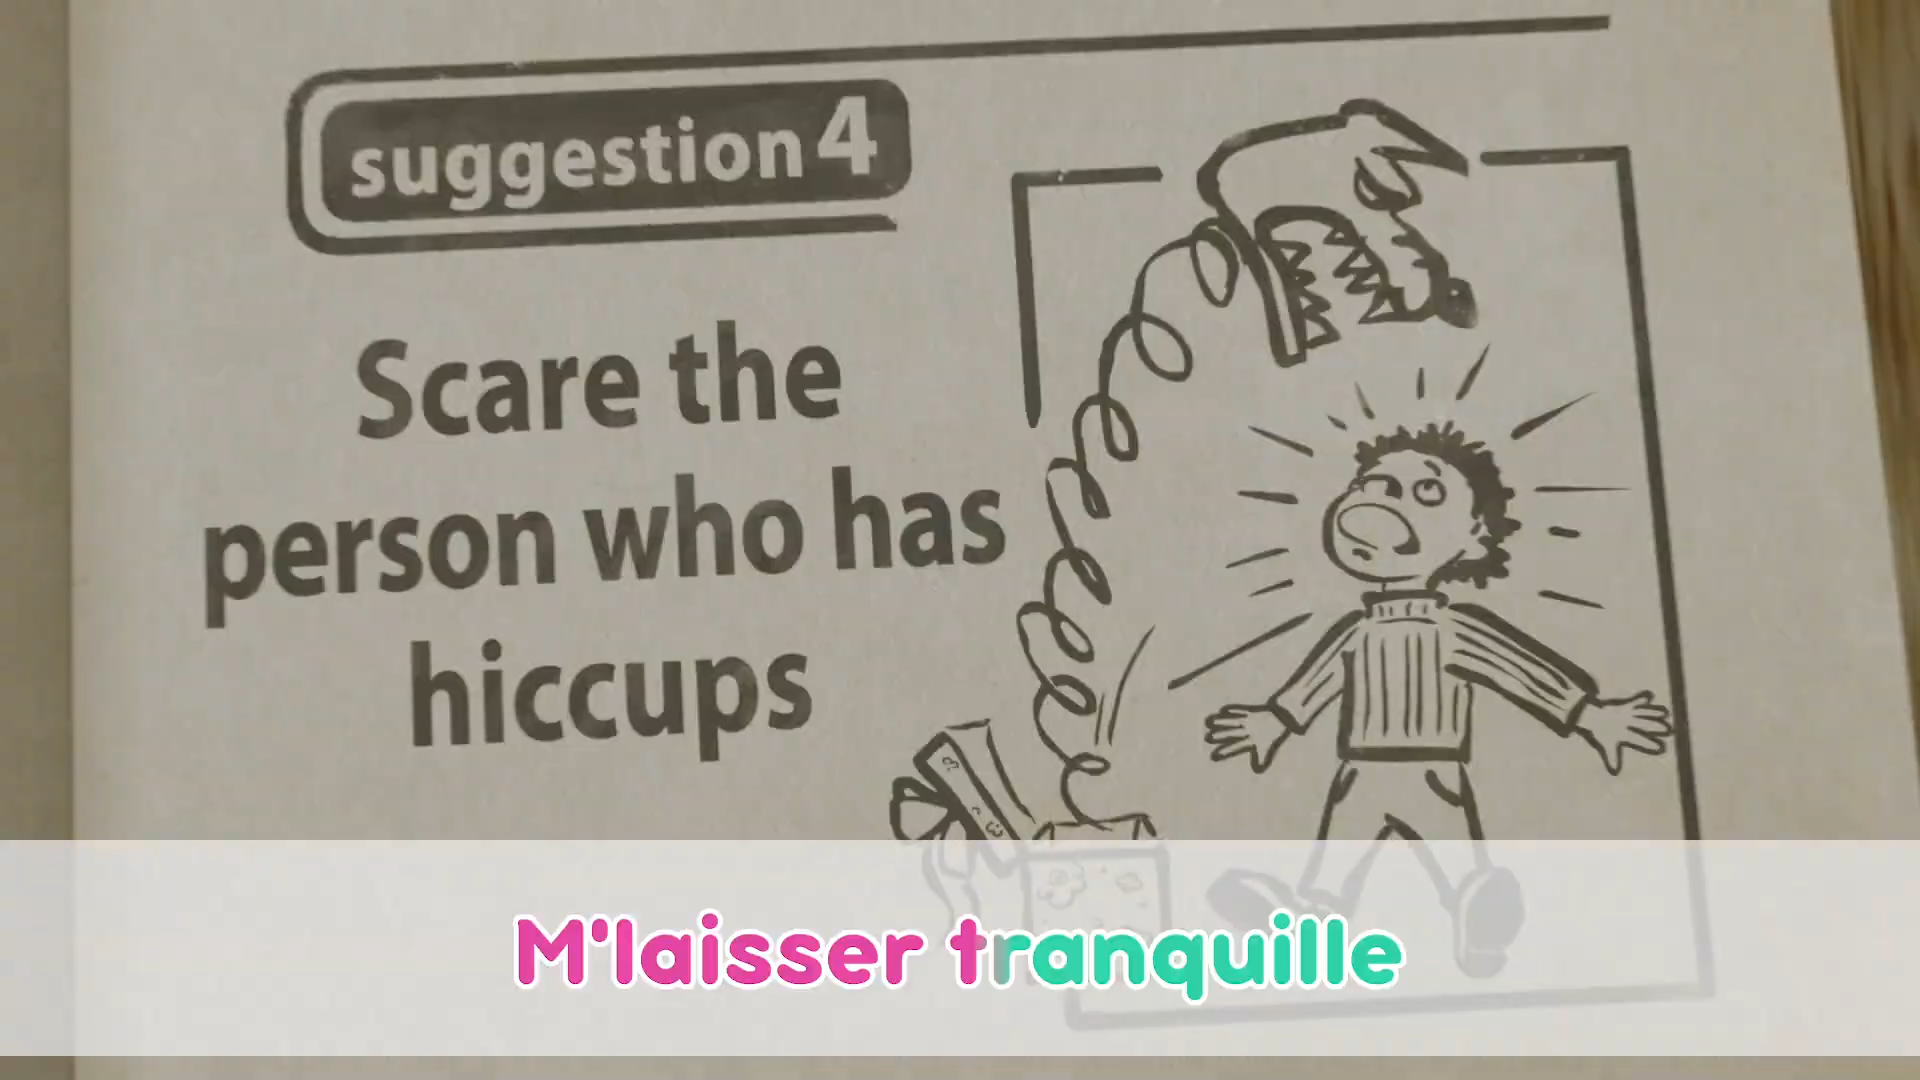 suggestion 4
Scare the
person who has
hiccups
M'laisser tranquille